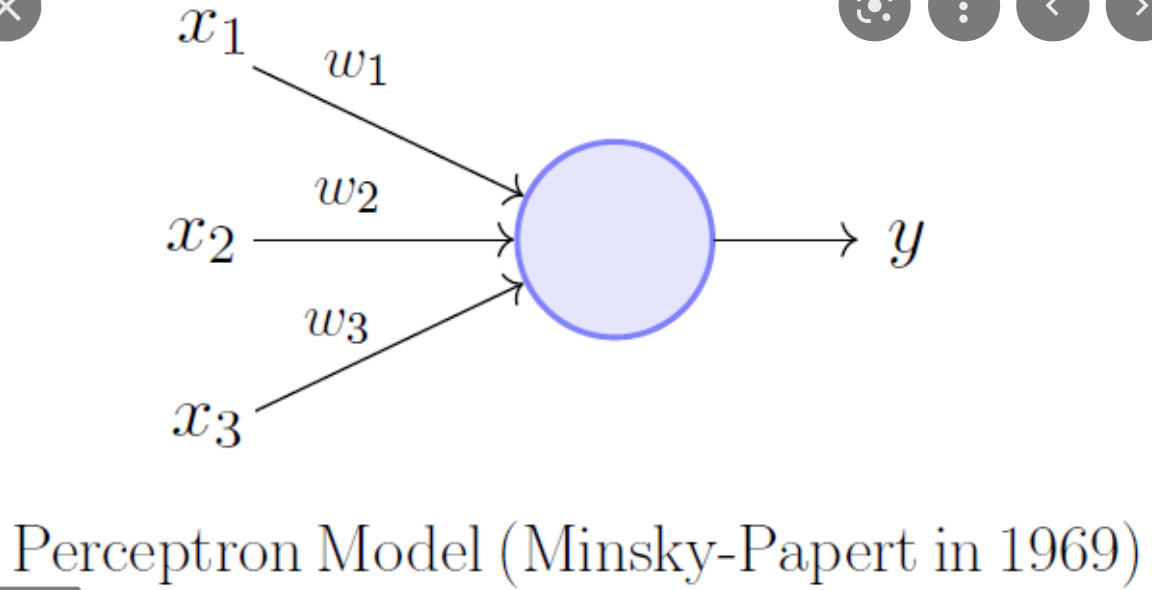 x1
w1
w2
x2
y
w3
x3
Perceptron Model (Minsky-Papert in 1969)